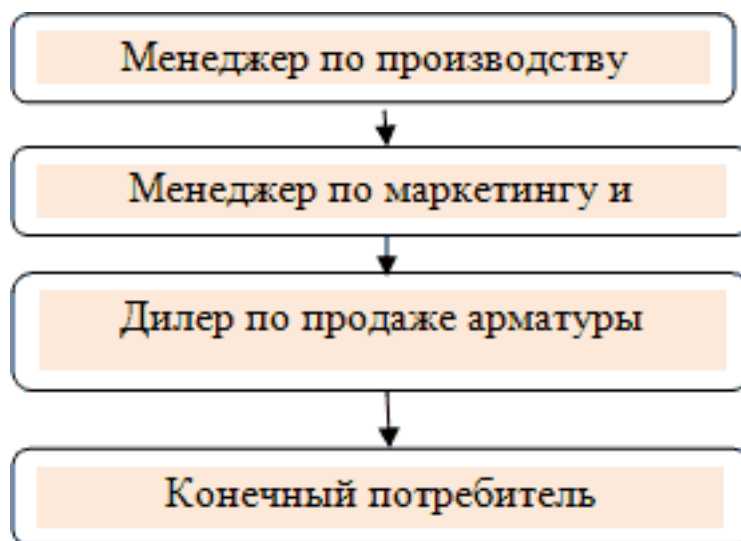 Менеджер по производству
Менеджер по маркетингу и
Дилер по продаже арматуры
Конечный потребитель